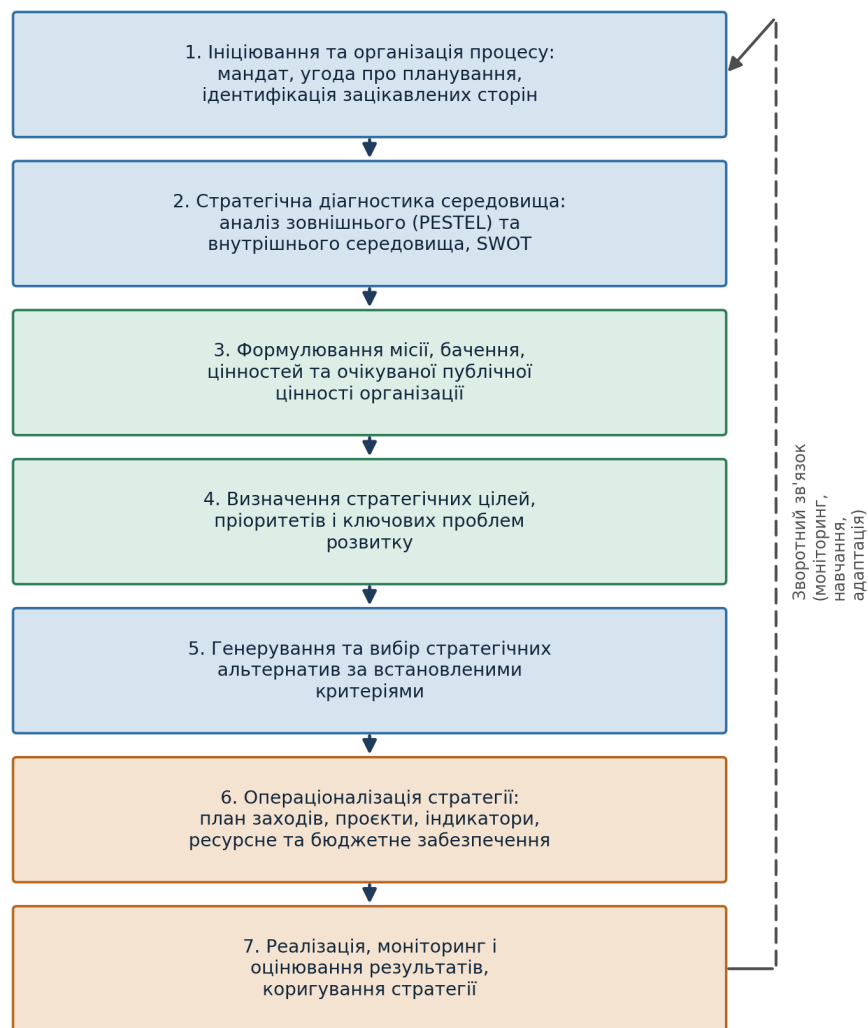 1. Ініціювання та організація процесу:
мандат, угода про планування,
ідентифікація зацікавлених сторін
2. Стратегічна діагностика середовища:
аналіз зовнішнього (PESTEL) та
внутрішнього середовища, SWOT
3. Формулювання місії, бачення,
цінностей та очікуваної публічної
цінності організації
4. Визначення стратегічних цілей,
пріоритетів і ключових проблем
розвитку
5. Генерування та вибір стратегічних
альтернатив за встановленими
критеріями
6. Операціоналізація стратегії:
план заходів, проєкти, індикатори,
ресурсне та бюджетне забезпечення
7. Реалізація, моніторинг і
оцінювання результатів,
коригування стратегії
Зворотний зв'язок
(моніторинг,
навчання,
адаптація)